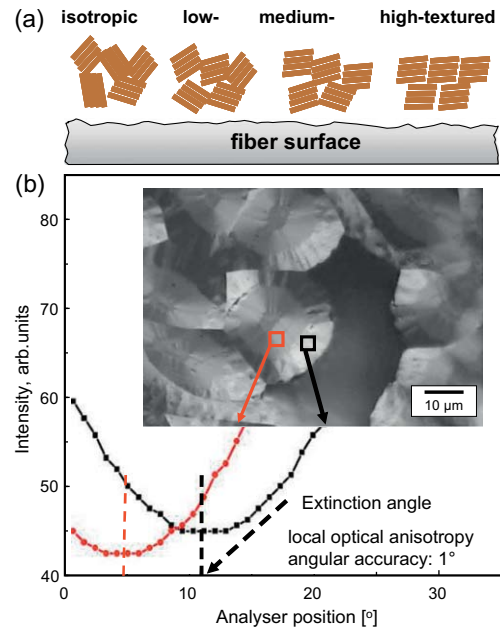 (a)
isotropic low- medium- high-textured
fiber surface
(b)
Intensity, arb.units
80
70
60
50
40
10 µm
Extinction angle
local optical anisotropy
angular accuracy: 1°
0 10 20 30
Analyser position [º]